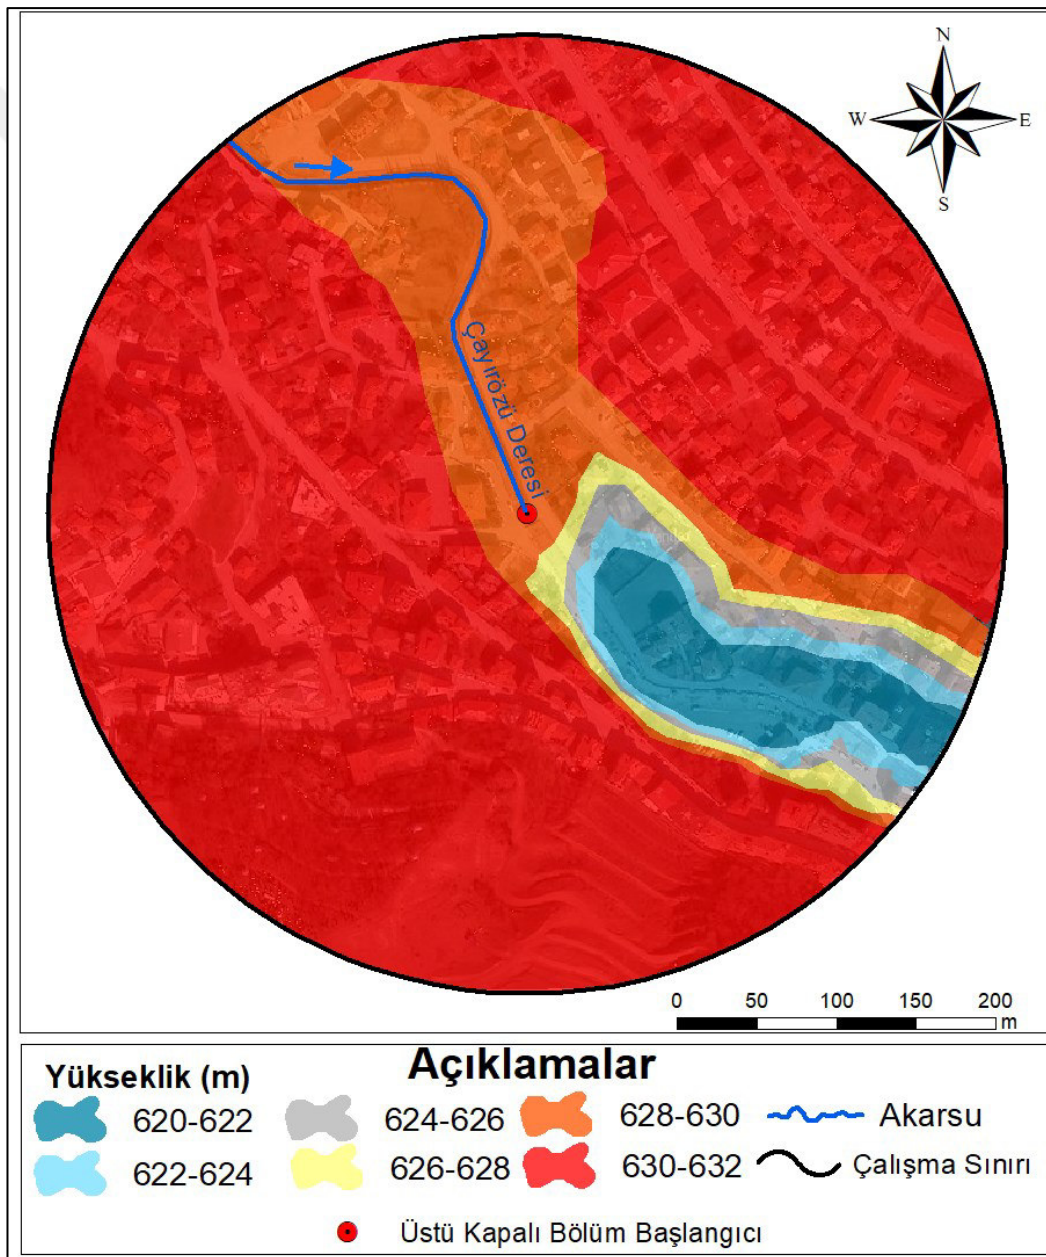 N
W E
S
Çayırözü Deresi
0 50 100 150 200
m
Açıklamalar
Yükseklik (m)
620-622 624-626 628-630 Akarsu
622-624 626-628 630-632 Çalışma Sınırı
Üstü Kapalı Bölüm Başlangıcı